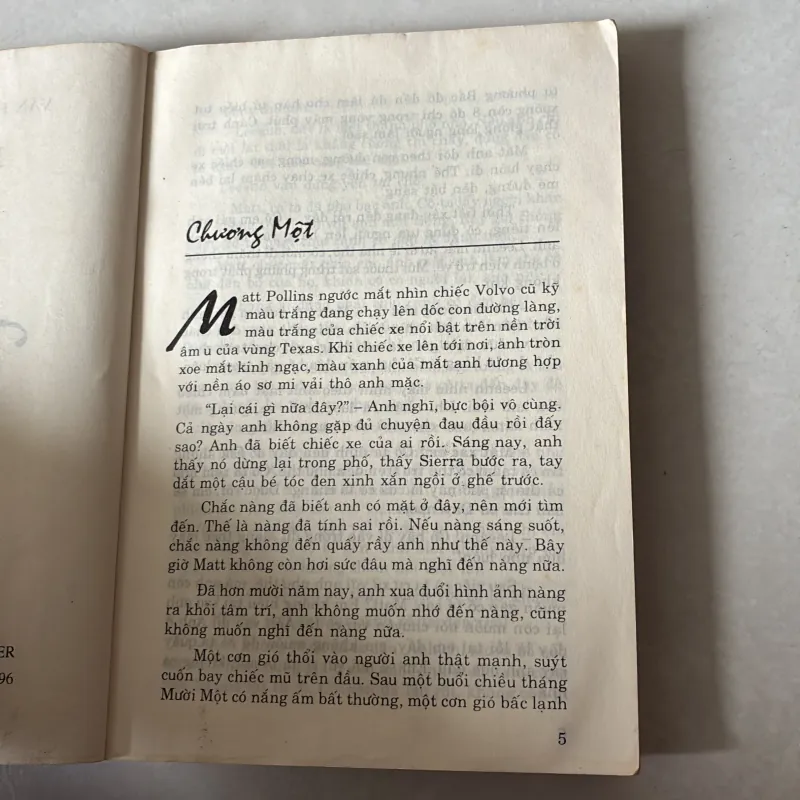 ER
96
Chương Một
Matt Pollins ngước mắt nhìn chiếc Volvo cũ kỹ
màu trắng đang chạy lên dốc con đường làng,
màu trắng của chiếc xe nổi bật trên nền trời
âm u của vùng Texas. Khi chiếc xe lên tới nơi, anh tròn
xoe mắt kinh ngạc, màu xanh của mắt anh tương hợp
với nền áo sơ mi vải thô anh mặc.
“Lại cái gì nữa đây?” – Anh nghĩ, bực bội vô cùng.
Cả ngày anh không gặp đủ chuyện đau đầu rồi đấy
sao? Anh đã biết chiếc xe của ai rồi. Sáng nay, anh
thấy nó dừng lại trong phố, thấy Sierra bước ra, tay
dắt một cậu bé tóc đen xinh xắn ngồi ở ghế trước.
Chắc nàng đã biết anh có mặt ở đây, nên mới tìm
đến. Thế là nàng đã tính sai rồi. Nếu nàng sáng suốt,
chắc nàng không đến quấy rầy anh như thế này. Bây
giờ Matt không còn hơi sức đâu mà nghĩ đến nàng nữa.
Đã hơn mười năm nay, anh xua đuổi hình ảnh nàng
ra khỏi tâm trí, anh không muốn nhớ đến nàng, cũng
không muốn nghĩ đến nàng nữa.
Một cơn gió thổi vào người anh thật mạnh, suýt
cuốn bay chiếc mũ trên đầu. Sau một buổi chiều tháng
Mười Một có nắng ấm bất thường, một cơn gió bấc lạnh
5